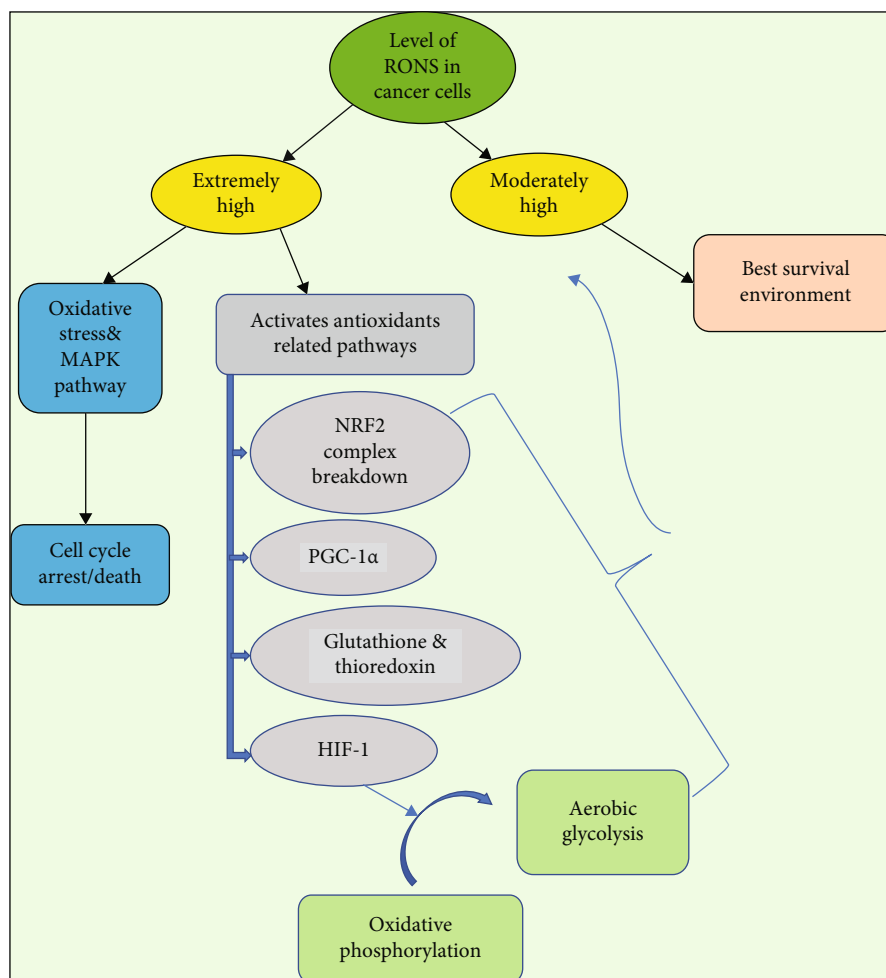 Level of
RONS in
cancer cells
Extremely
high
Moderately
high
Best survival
environment
Oxidative
stress&
MAPK
pathway
Activates antioxidants
related pathways
NRF2
complex
breakdown
Cell cycle
arrest/death
PGC-1α
Glutathione &
thioredoxin
HIF-1
Aerobic
glycolysis
Oxidative
phosphorylation